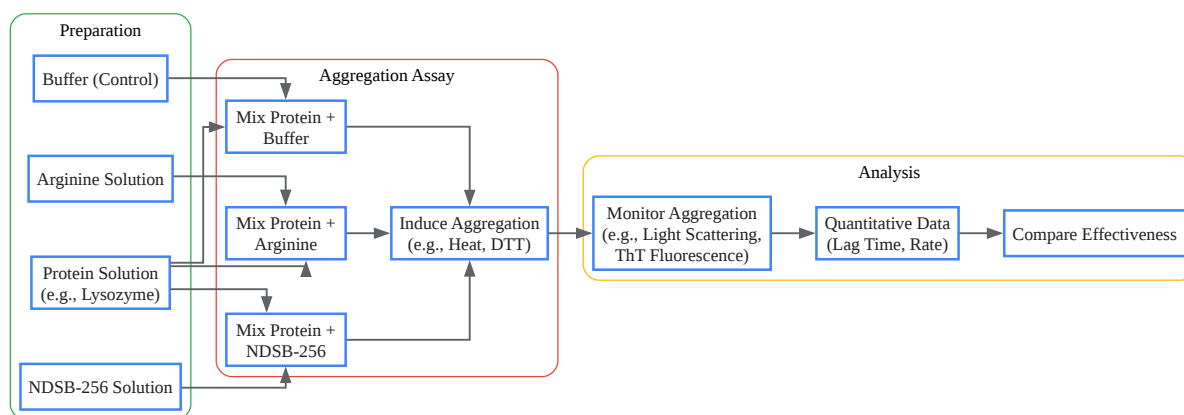 Preparation
Buffer (Control)
Arginine Solution
Protein Solution
(e.g., Lysozyme)
NDSB-256 Solution
Aggregation Assay
Mix Protein +
Buffer
Mix Protein +
Arginine
Mix Protein +
NDSB-256
Induce Aggregation
(e.g., Heat, DTT)
Analysis
Monitor Aggregation
(e.g., Light Scattering,
ThT Fluorescence)
Quantitative Data
(Lag Time, Rate)
Compare Effectiveness